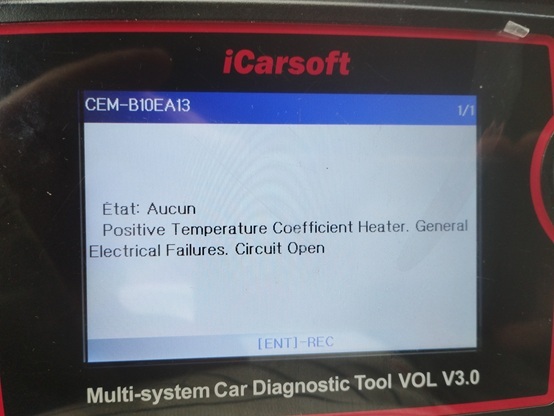 iCarsoft
CEM-B10EA13 1/1
État: Aucun
Positive Temperature Coefficient Heater. General
Electrical Failures. Circuit Open
[ENT]-REC
Multi-system Car Diagnostic Tool VOL V3.0